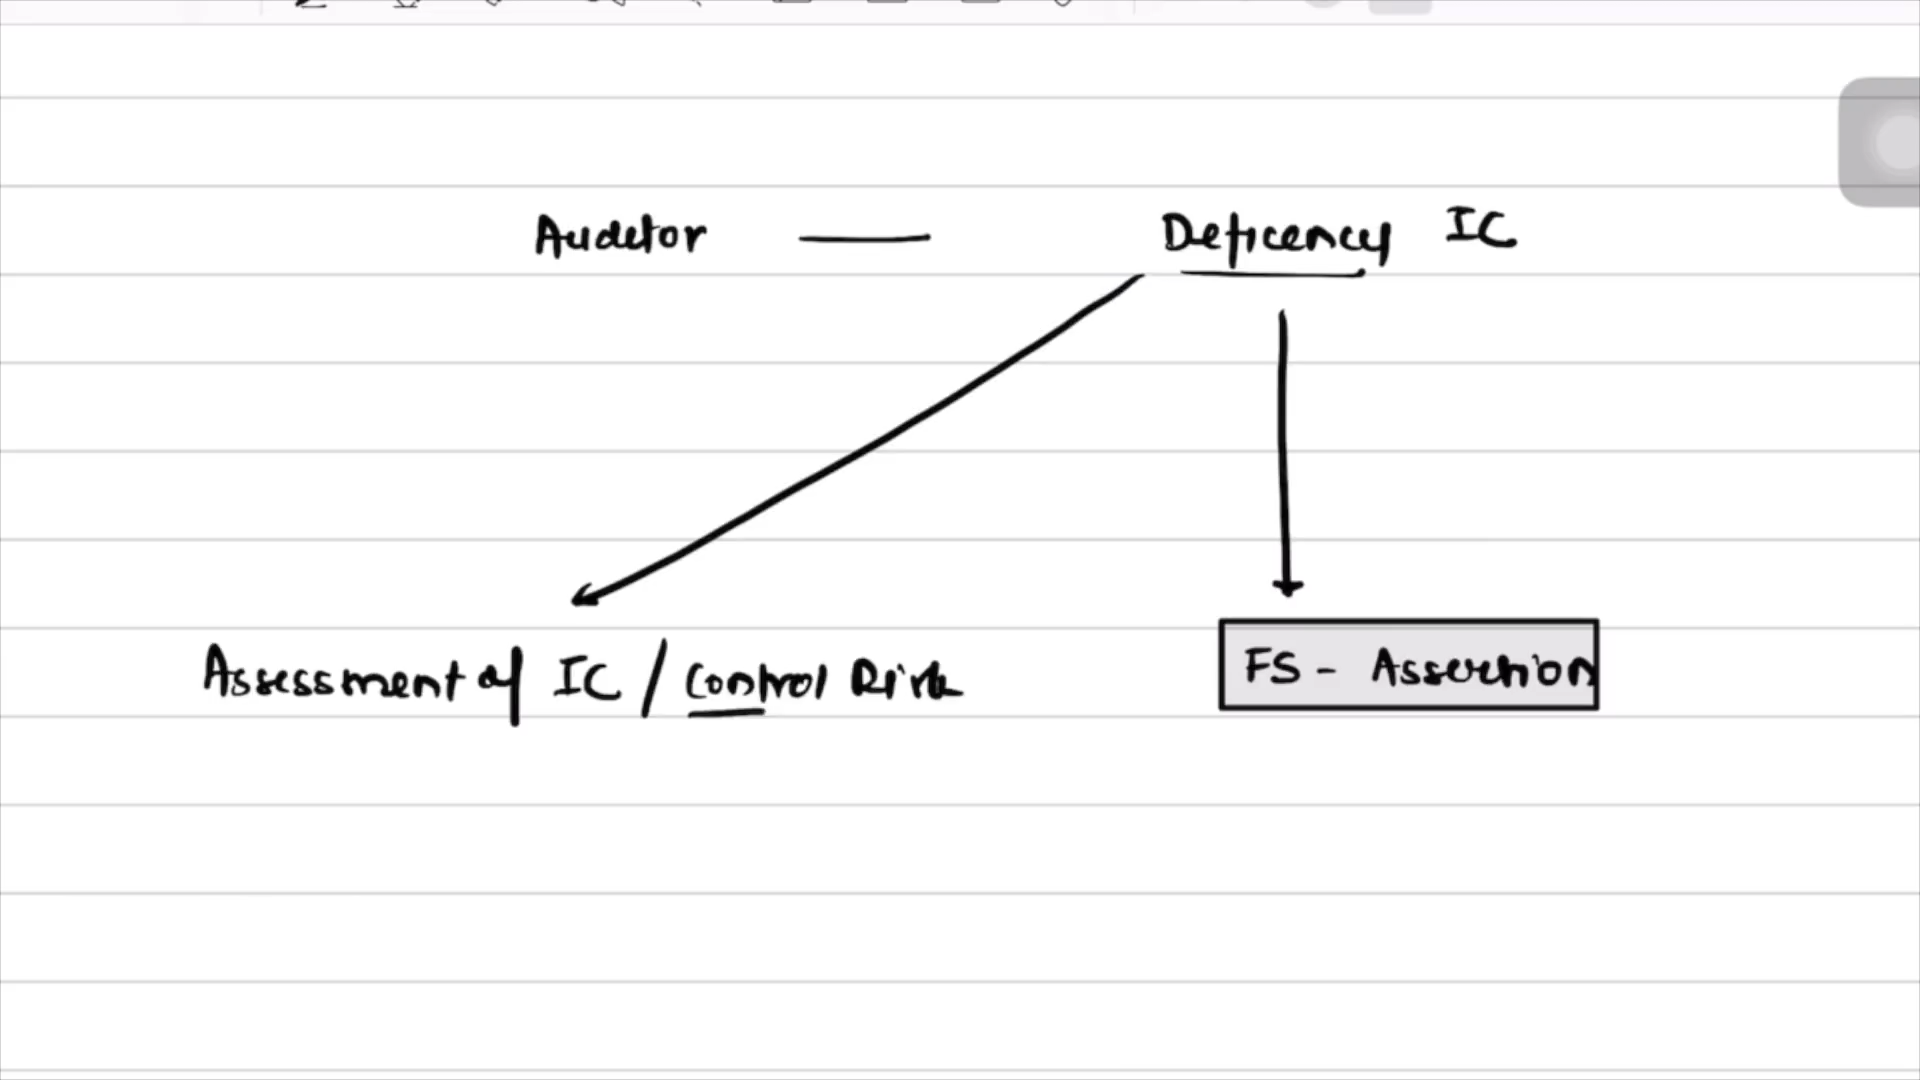 Auditor — Deficency IC
Assessment of IC / Control Risk
FS - Assertion